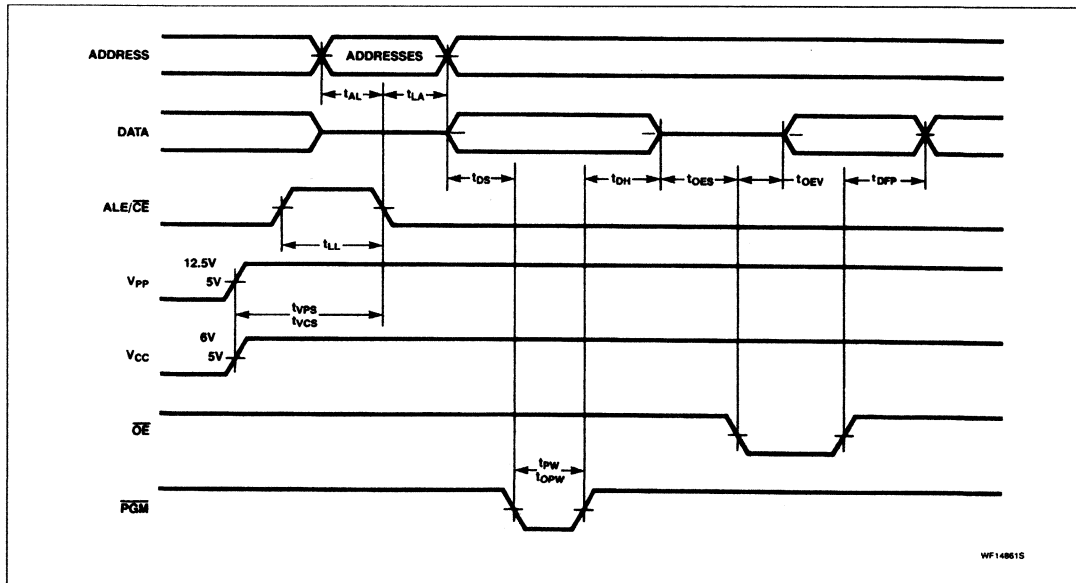 ADDRESS
ADDRESSES
tAL
tLA
DATA
tDS
tDH
tOES
tOEV
tDFP
ALE/CE
tLL
12.5V
VPP
5V
tVPS
tVCS
6V
VCC
5V
OE
tPW
tOPW
PGM
WF14861S